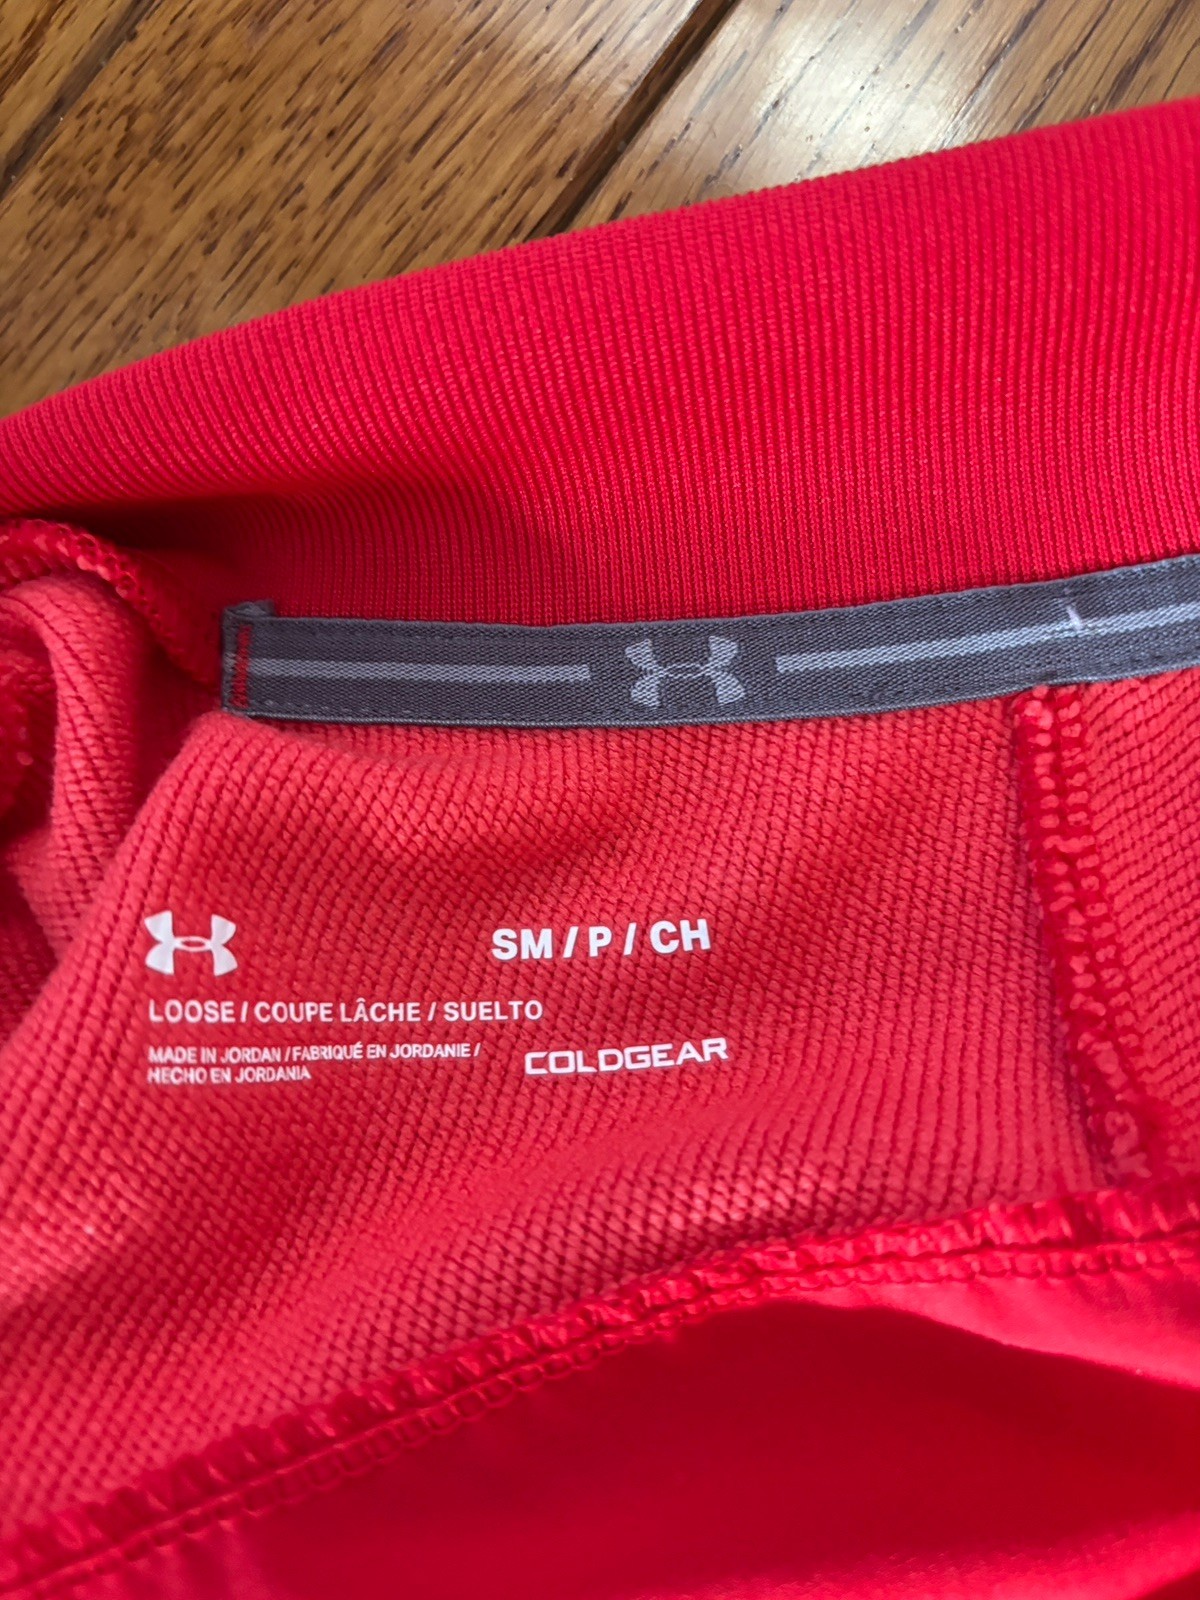 SM / P / CH
LOOSE / COUPE LÂCHE / SUELTO
MADE IN JORDAN / FABRIQUÉ EN JORDANIE /
HECHO EN JORDANIA
COLDGEAR